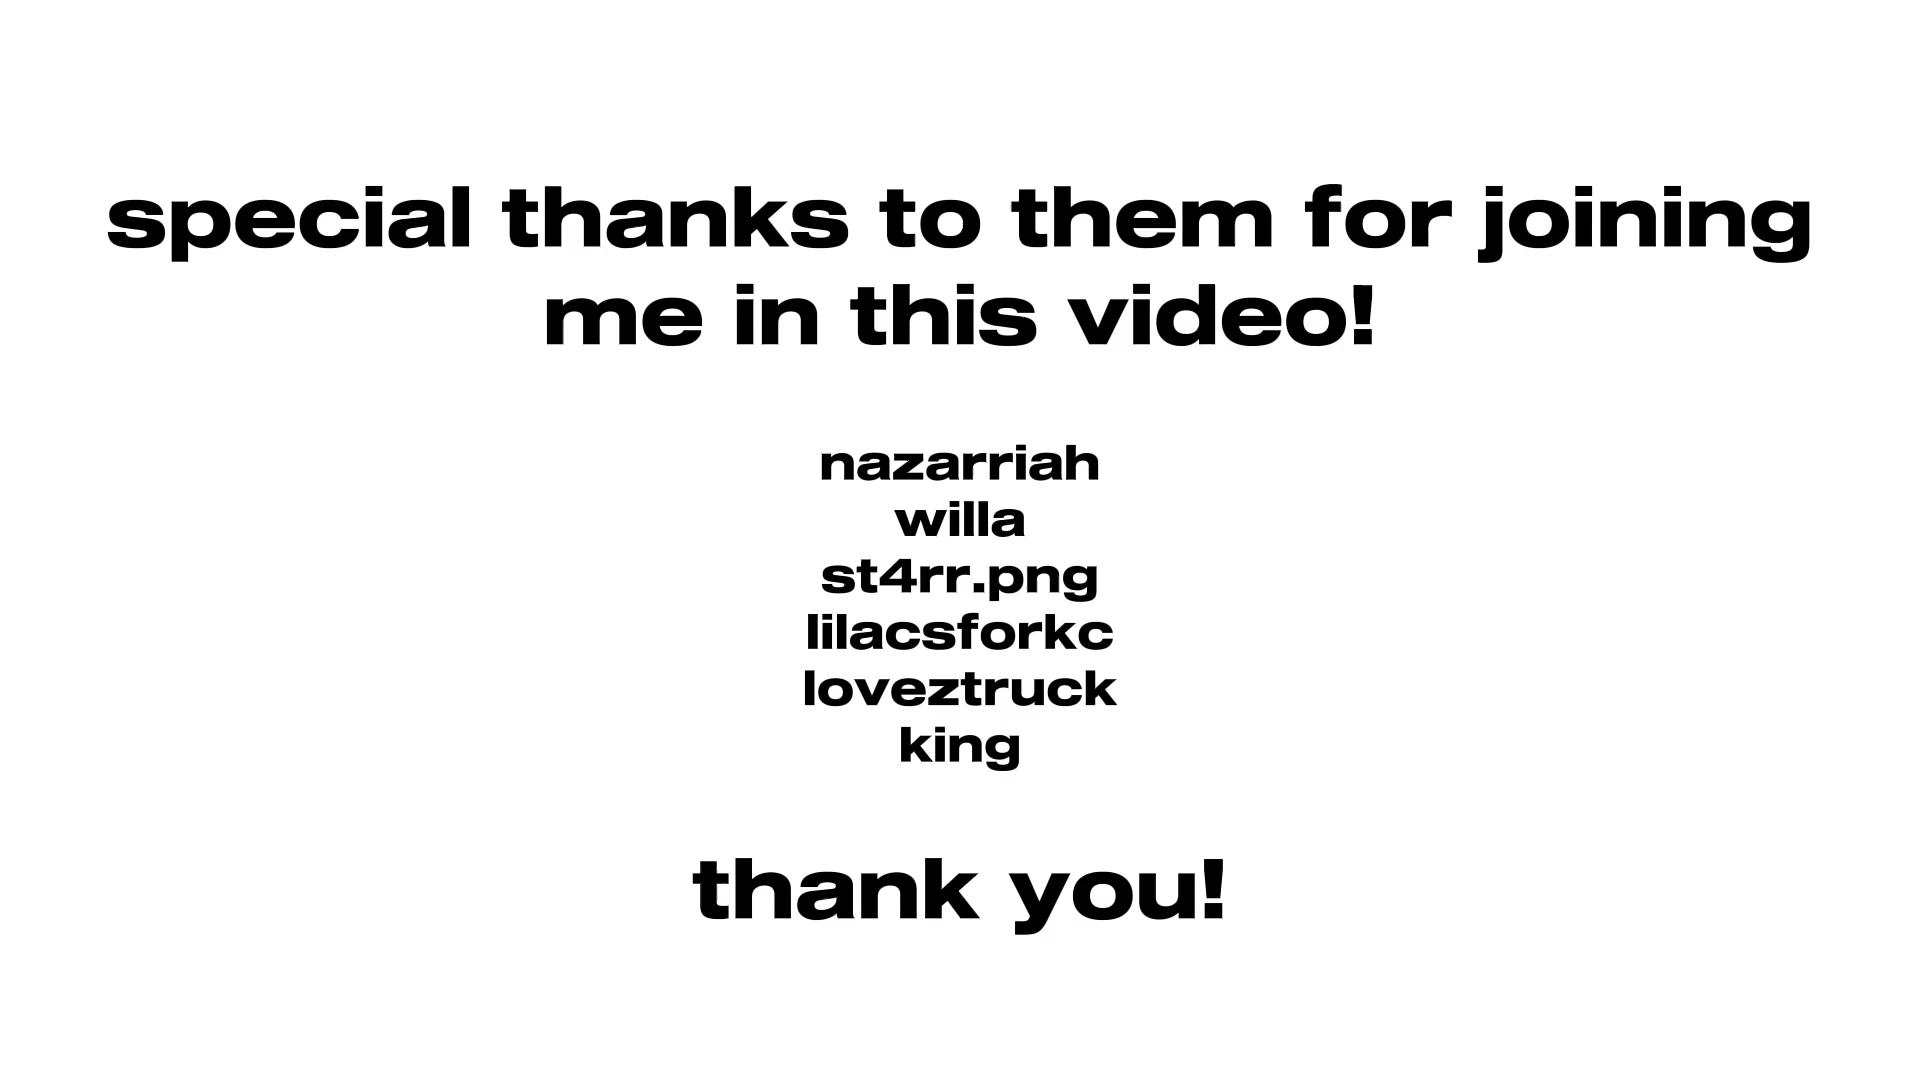 special thanks to them for joining
me in this video!
nazarriah
willa
st4rr.png
lilacsforkc
loveztruck
king
thank you!